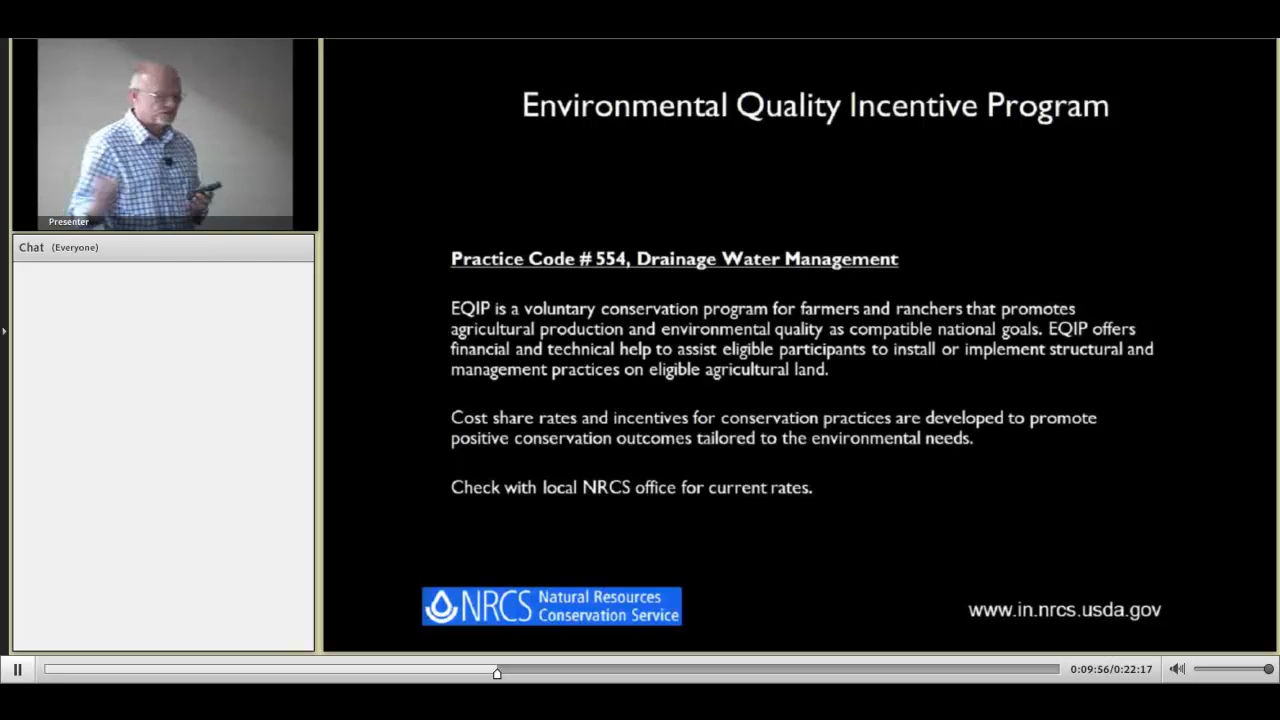 Environmental Quality Incentive Program
Presenter
Chat (Everyone)
Practice Code # 554, Drainage Water Management
EQIP is a voluntary conservation program for farmers and ranchers that promotes
agricultural production and environmental quality as compatible national goals. EQIP offers
financial and technical help to assist eligible participants to install or implement structural and
management practices on eligible agricultural land.
Cost share rates and incentives for conservation practices are developed to promote
positive conservation outcomes tailored to the environmental needs.
Check with local NRCS office for current rates.
NRCS Natural Resources
Conservation Service
www.in.nrcs.usda.gov
0:09:56/0:22:17